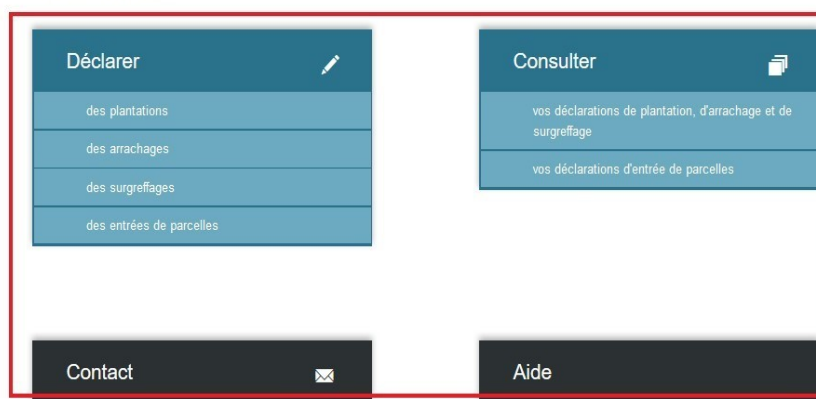 Déclarer
des plantations
des arrachages
des surgreffages
des entrées de parcelles
Consulter
vos déclarations de plantation, d'arrachage et de
surgreffage
vos déclarations d'entrée de parcelles
Contact
Aide